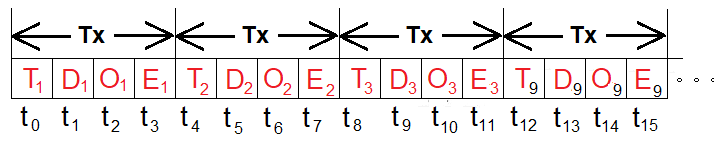 Tx Tx Tx Tx
T1 D1 O1 E1 T2 D2 O2 E2 T3 D3 O3 E3 T9 D9 O9 E9 ...
t0 t1 t2 t3 t4 t5 t6 t7 t8 t9 t10 t11 t12 t13 t14 t15